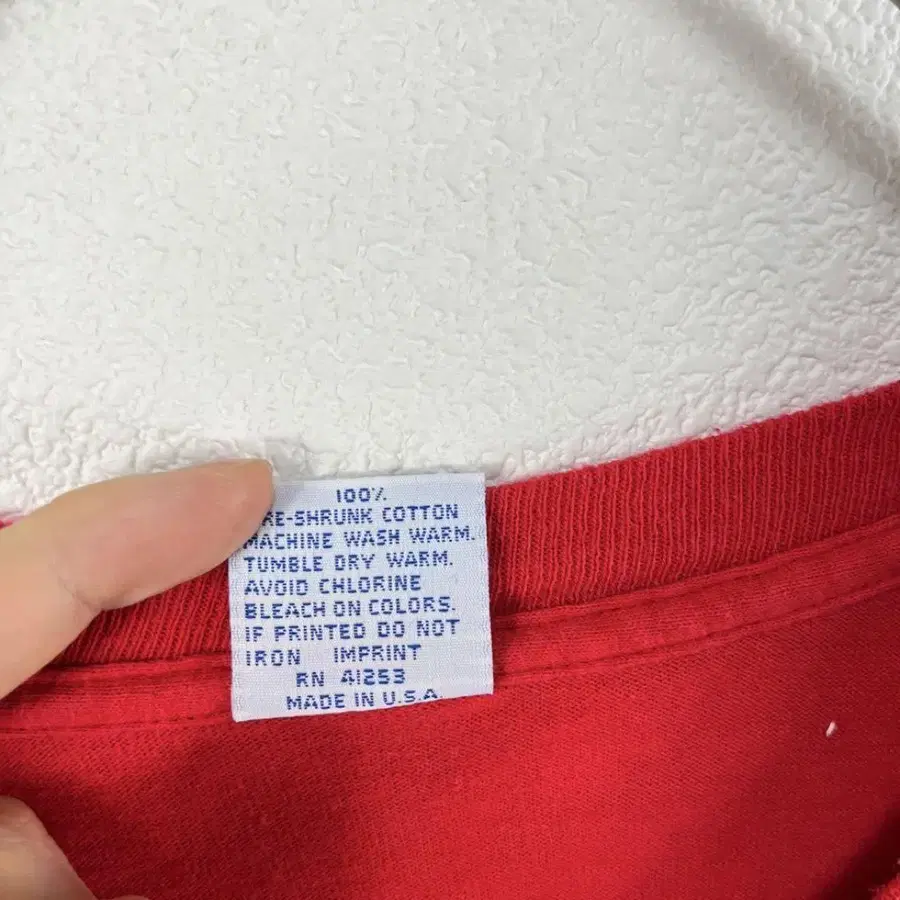 100%
RE-SHRUNK COTTON
MACHINE WASH WARM.
TUMBLE DRY WARM.
AVOID CHLORINE
BLEACH ON COLORS.
IF PRINTED DO NOT
IRON IMPRINT
RN 41253
MADE IN U.S.A.